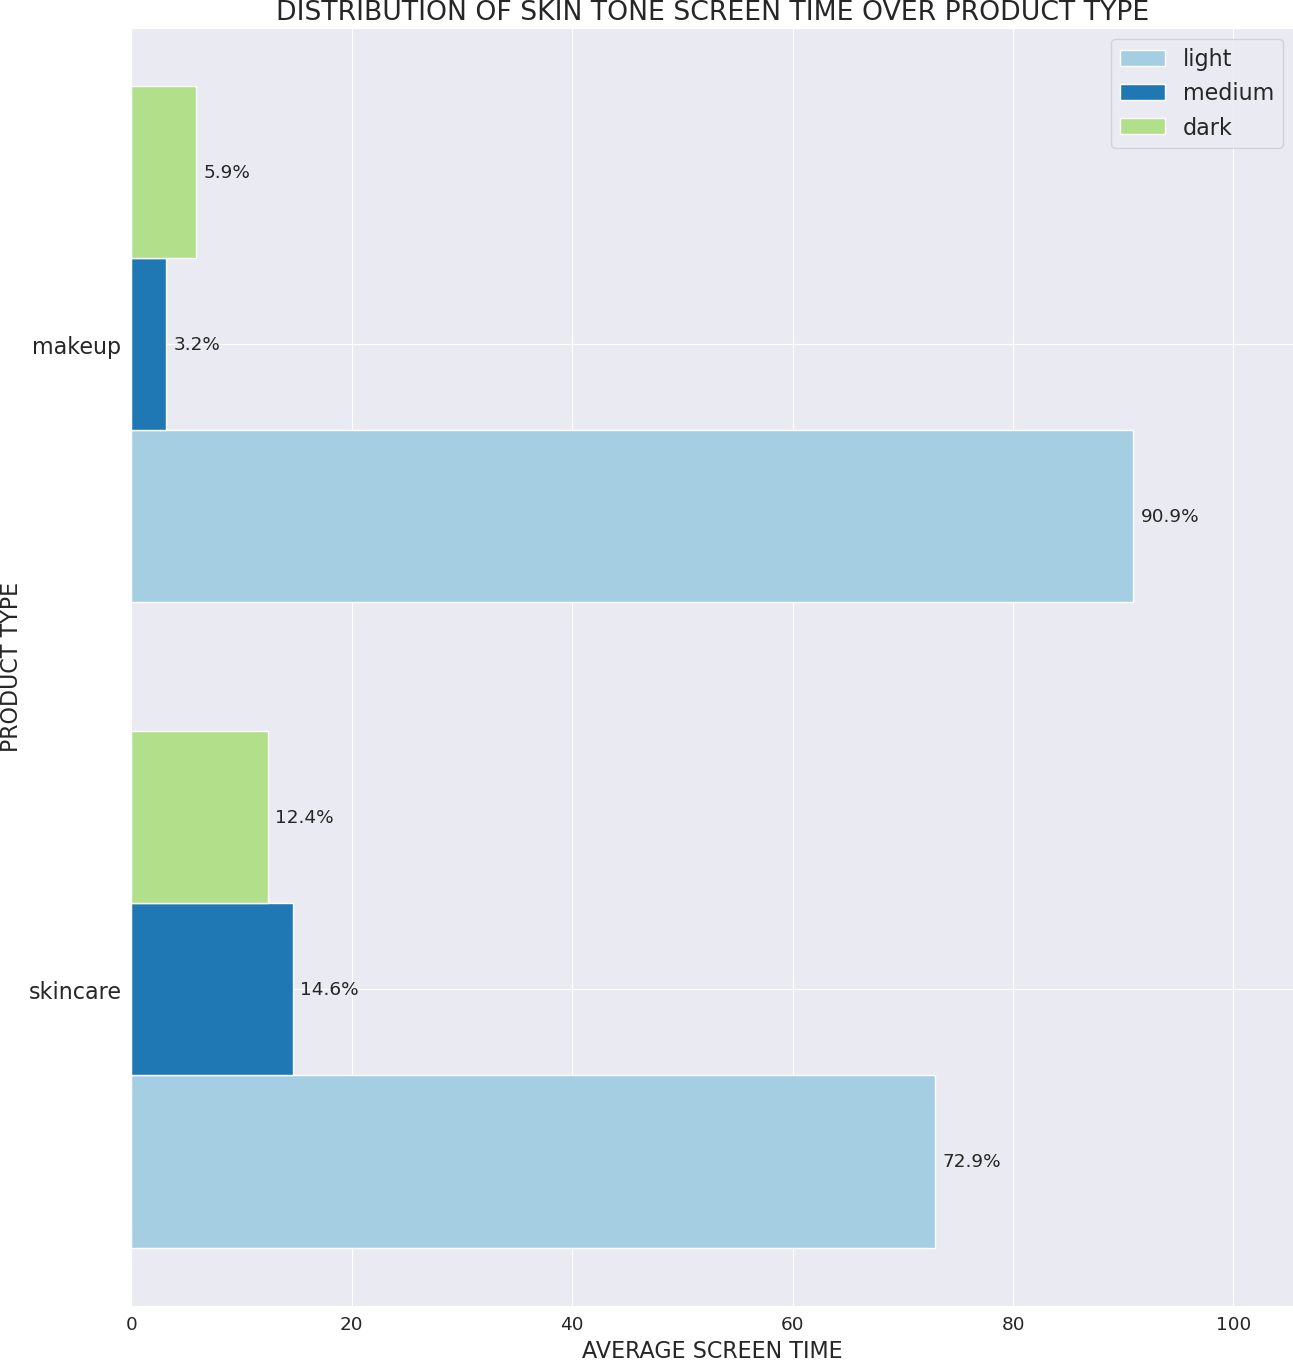 DISTRIBUTION OF SKIN TONE SCREEN TIME OVER PRODUCT TYPE
light
medium
dark
5.9%
makeup
3.2%
90.9%
PRODUCT TYPE
12.4%
skincare
14.6%
72.9%
0 20 40 60 80 100
AVERAGE SCREEN TIME